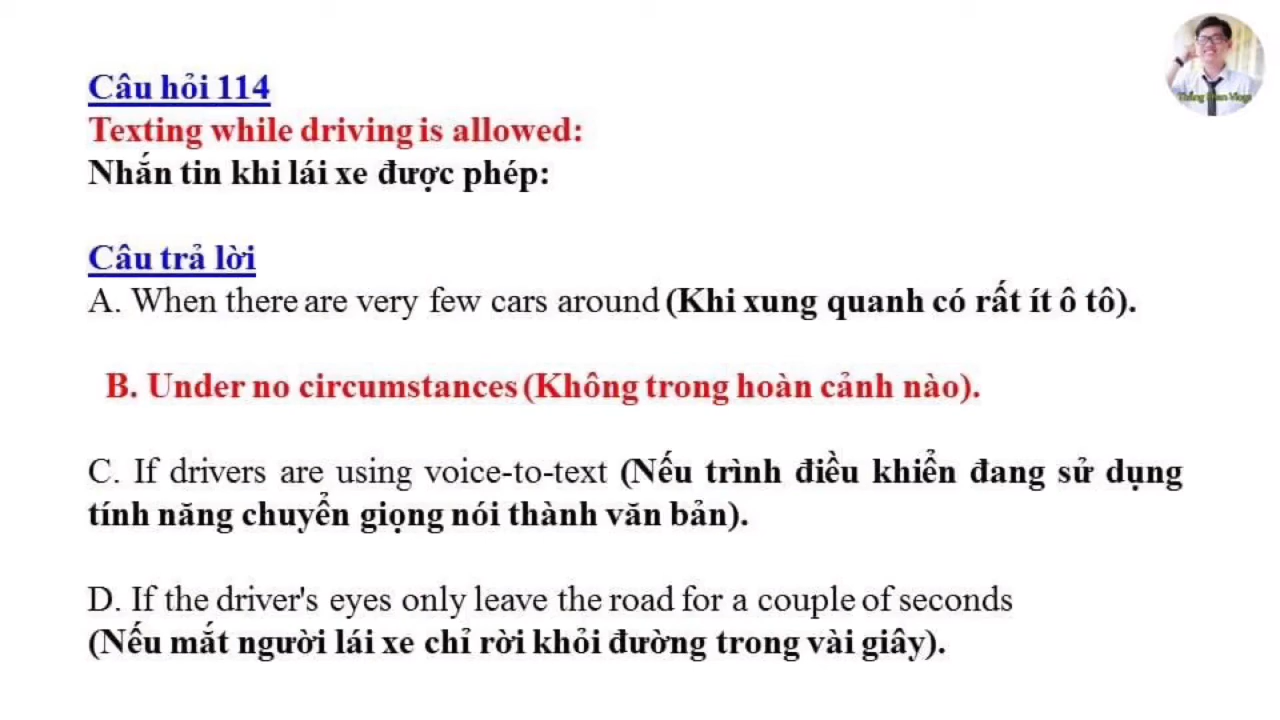 Câu hỏi 114
Texting while driving is allowed:
Nhắn tin khi lái xe được phép:
Câu trả lời
A. When there are very few cars around (Khi xung quanh có rất ít ô tô).
B. Under no circumstances (Không trong hoàn cảnh nào).
C. If drivers are using voice-to-text (Nếu trình điều khiển đang sử dụng
tính năng chuyển giọng nói thành văn bản).
D. If the driver's eyes only leave the road for a couple of seconds
(Nếu mắt người lái xe chỉ rời khỏi đường trong vài giây).